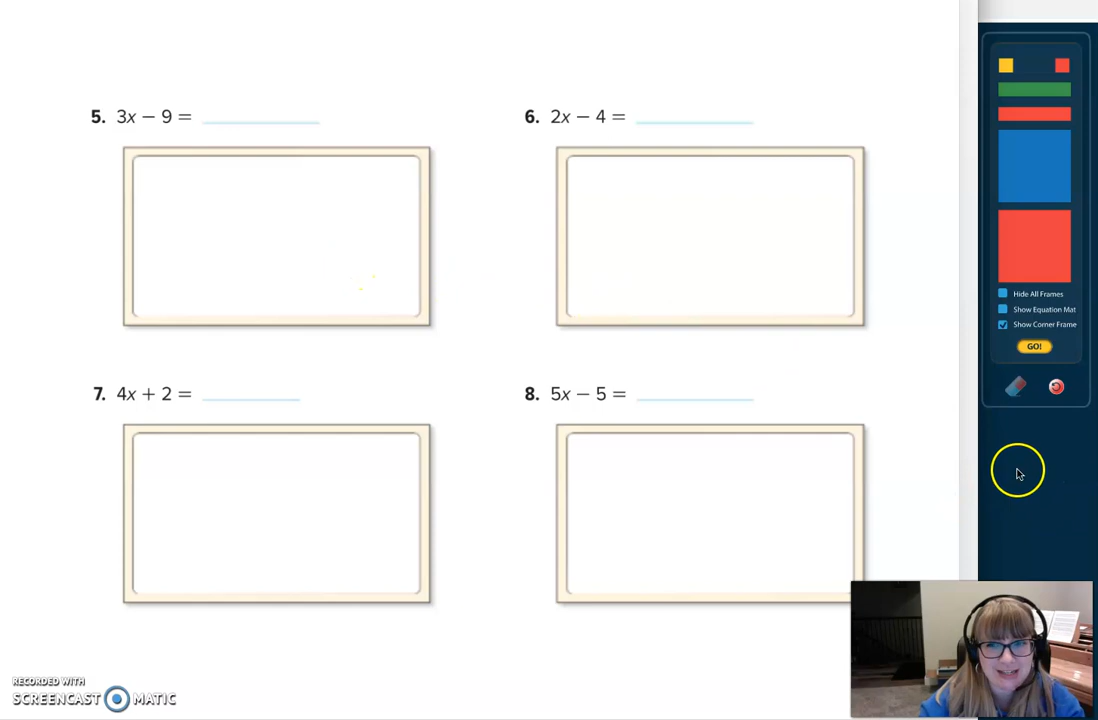 5. 3x − 9 =
6. 2x − 4 =
7. 4x + 2 =
8. 5x − 5 =
Hide All Frames
Show Equation Mat
Show Corner Frame
GO!
RECORDED WITH
SCREENCAST MATIC